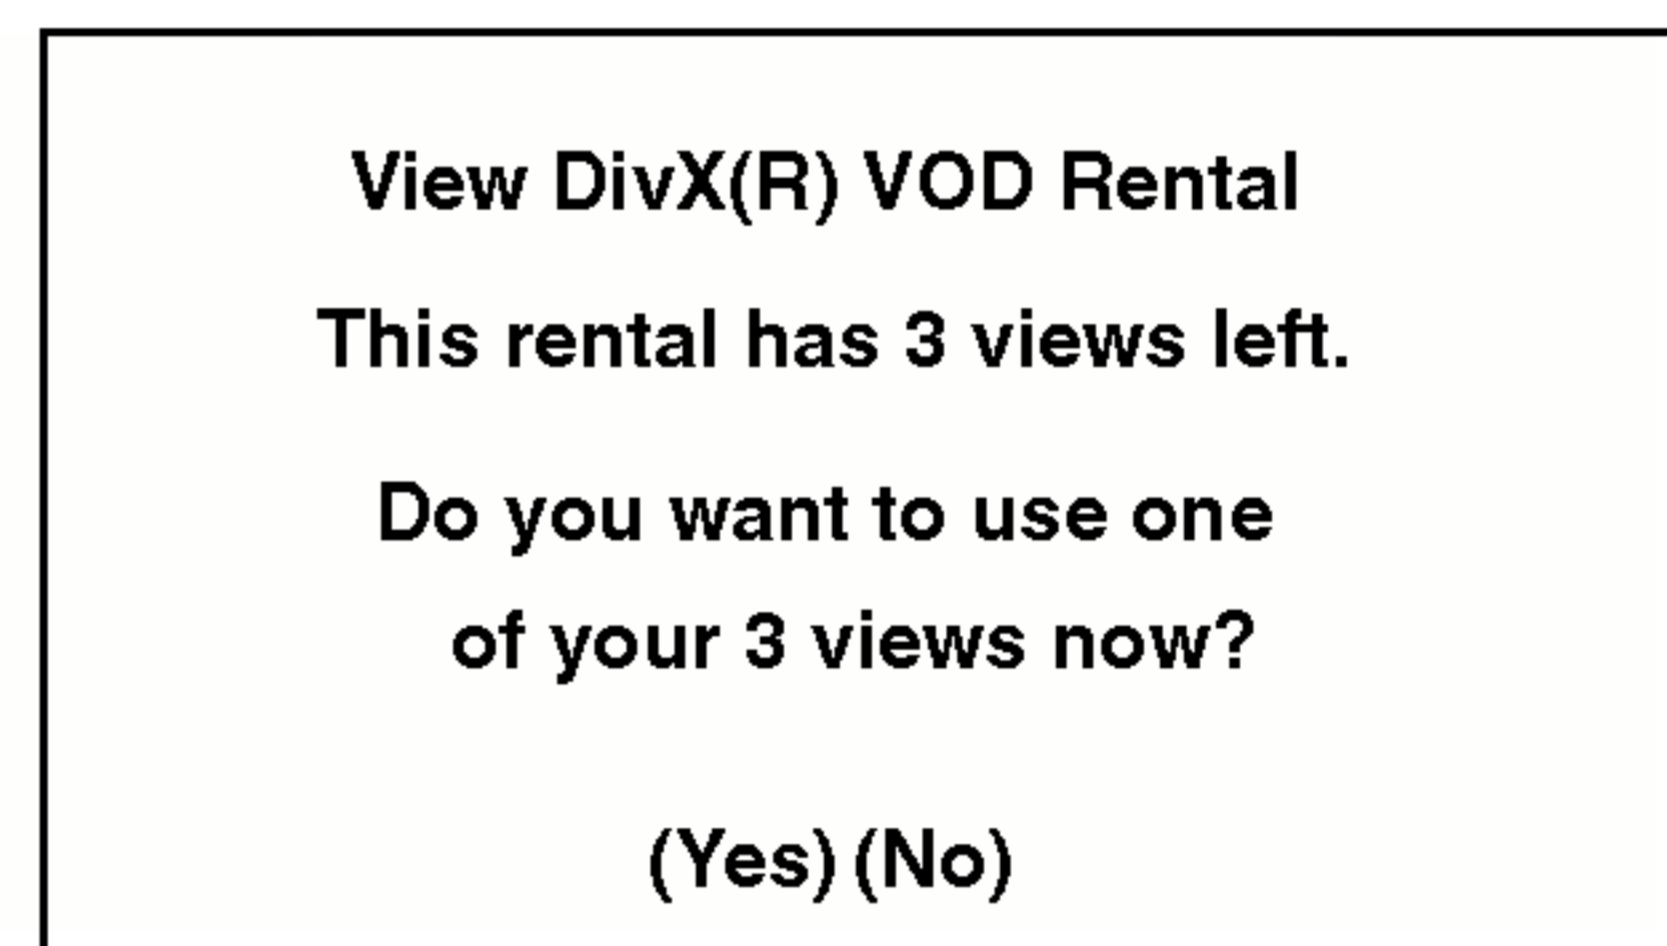 View DivX(R) VOD Rental
This rental has 3 views left.
Do you want to use one
of your 3 views now?
(Yes) (No)